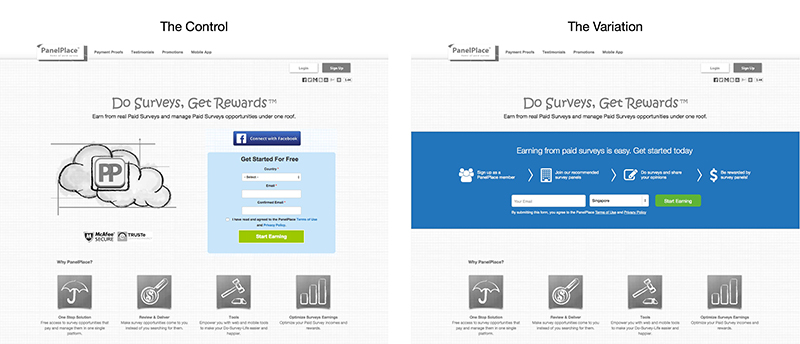 The Control
PanelPlace
Payment Proofs Testimonials Promotions Mobile App
Login Sign Up
Do Surveys, Get Rewards™
Earn from real Paid Surveys and manage Paid Surveys opportunities under one roof.
Connect with Facebook
Get Started For Free
Country *
- Select -
Email *
Confirmed Email *
I have read and agreed to the PanelPlace Terms of Use
and Privacy Policy.
Start Earning
PP
McAfee SECURE
TRUSTe
Why PanelPlace?
One Stop Solution
Free access to survey opportunities that
pay and manage them in one single
platform.
Review & Deliver
Make survey opportunities come to you
instead of you searching for them.
Tools
Empower you with web and mobile tools
to make your Do-Survey-Life easier and
happier.
Optimize Surveys Earnings
Optimize your Paid Survey incomes and
rewards.
The Variation
PanelPlace
Payment Proofs Testimonials Promotions Mobile App
Login Sign Up
Do Surveys, Get Rewards™
Earn from real Paid Surveys and manage Paid Surveys opportunities under one roof.
Earning from paid surveys is easy. Get started today
Sign us as a
PanelPlace member
Join our recommended
survey panels
Do surveys and share
your opinions
Be rewarded by
survey panels!
Your Email
Singapore
Start Earning
By submitting this form, you agree to the PanelPlace Terms of Use and Privacy Policy
Why PanelPlace?
One Stop Solution
Free access to survey opportunities that
pay and manage them in one single
platform.
Review & Deliver
Make survey opportunities come to you
instead of you searching for them.
Tools
Empower you with web and mobile tools
to make your Do-Survey-Life easier and
happier.
Optimize Surveys Earnings
Optimize your Paid Survey incomes and
rewards.